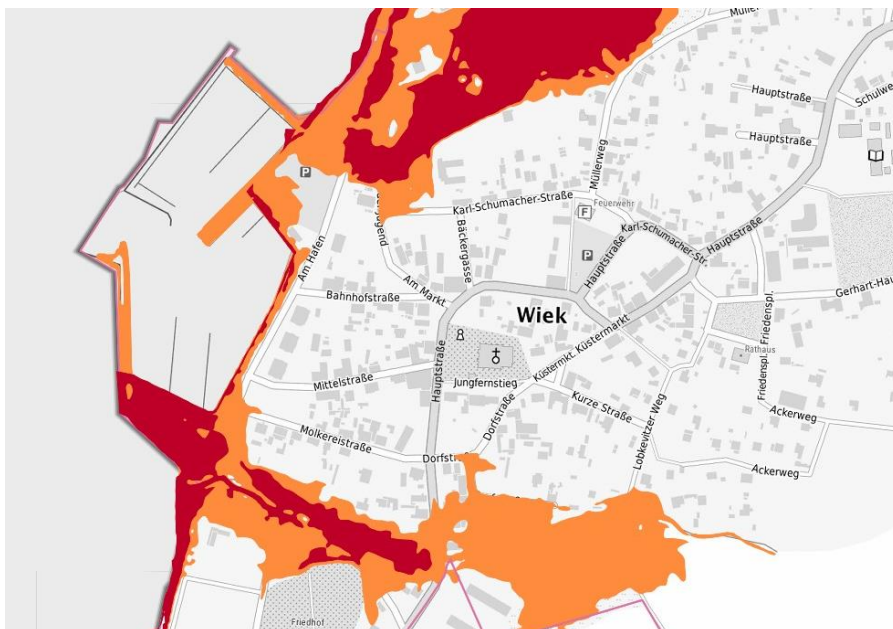 Müllerweg
Hauptstraße
Schulwe
Hauptstraße
P
Karl-Schumacher-Straße
Müllerweg
F
Feuerwehr
Bäckergasse
Karl-Schumacher-Str.
Hauptstraße
P
Hauptstraße
Am Hafen
Am Markt
Bahnhofstraße
Gerhart-Hau
Wiek
Friedenspl.
Küstermkt.
Küstermarkt
Rathaus
Hauptstraße
Jungfernstieg
Mittelstraße
Friedenspl.
Kurze Straße
Dorfstraße
Lobkevitzer Weg
Ackerweg
Molkereistraße
Ackerweg
Friedhof